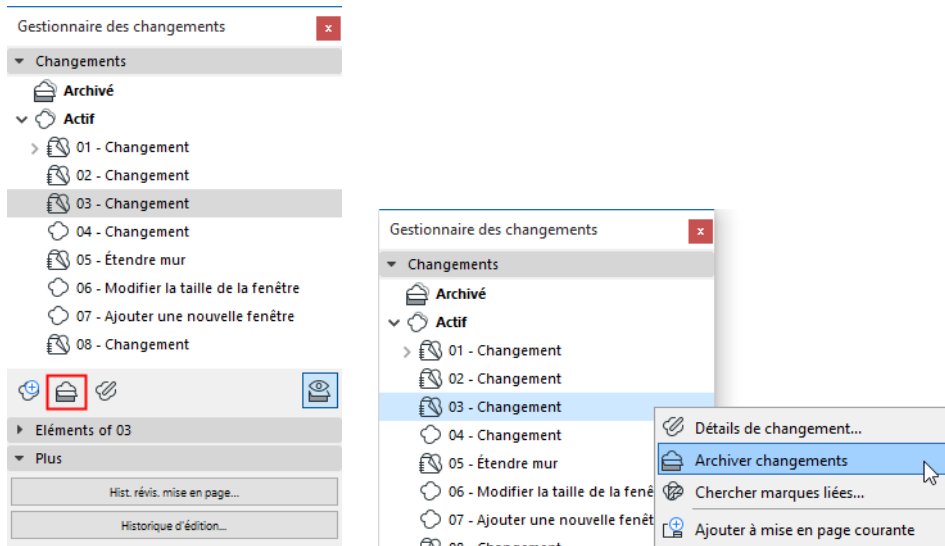 Gestionnaire des changements
x
Changements
Archivé
Actif
01 - Changement
02 - Changement
03 - Changement
04 - Changement
05 - Étendre mur
06 - Modifier la taille de la fenêtre
07 - Ajouter une nouvelle fenêtre
08 - Changement
Eléments of 03
Plus
Hist. révis. mise en page...
Historique d'édition...
Gestionnaire des changements
x
Changements
Archivé
Actif
01 - Changement
02 - Changement
03 - Changement
04 - Changement
05 - Étendre mur
06 - Modifier la taille de la fenê
07 - Ajouter une nouvelle fenêt
08 - Changement
Détails de changement...
Archiver changements
Chercher marques liées...
Ajouter à mise en page courante